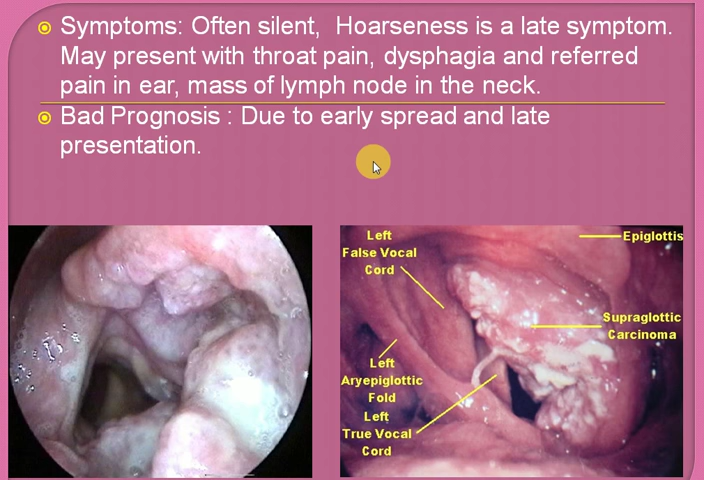 Symptoms: Often silent, Hoarseness is a late symptom.
May present with throat pain, dysphagia and referred
pain in ear, mass of lymph node in the neck.
Bad Prognosis : Due to early spread and late
presentation.
Left
False Vocal
Cord
Epiglottis
Supraglottic
Carcinoma
Left
Aryepiglottic
Fold
Left
True Vocal
Cord